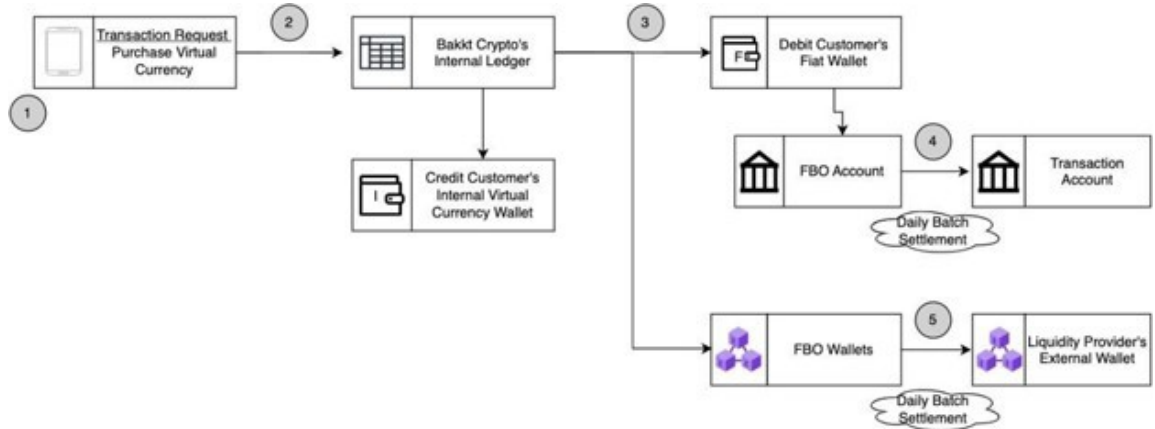 1
Transaction Request
Purchase Virtual
Currency
2
Bakkt Crypto's
Internal Ledger
3
F
Debit Customer's
Fiat Wallet
I
Credit Customer's
Internal Virtual
Currency Wallet
FBO Account
4
Transaction
Account
Daily Batch
Settlement
FBO Wallets
5
Liquidity Provider's
External Wallet
Daily Batch
Settlement